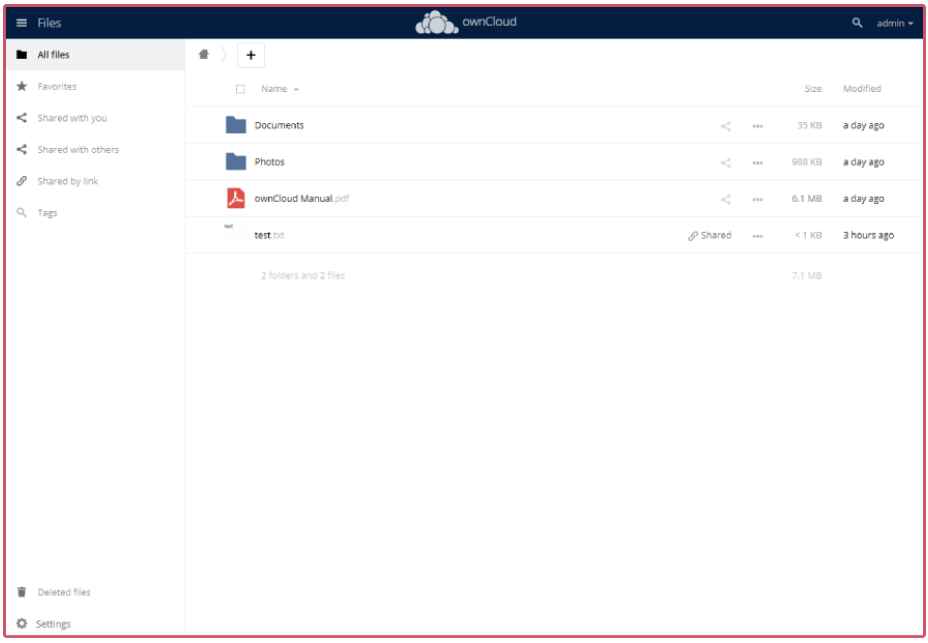 Files
ownCloud
admin
All files
Favorites
Shared with you
Shared with others
Shared by link
Tags
Deleted files
Settings
+
Name Size Modified
Documents ••• 35 KB a day ago
Photos ••• 988 KB a day ago
ownCloud Manual.pdf ••• 6.1 MB a day ago
test
test.txt Shared ••• < 1 KB 3 hours ago
2 folders and 2 files 7.1 MB